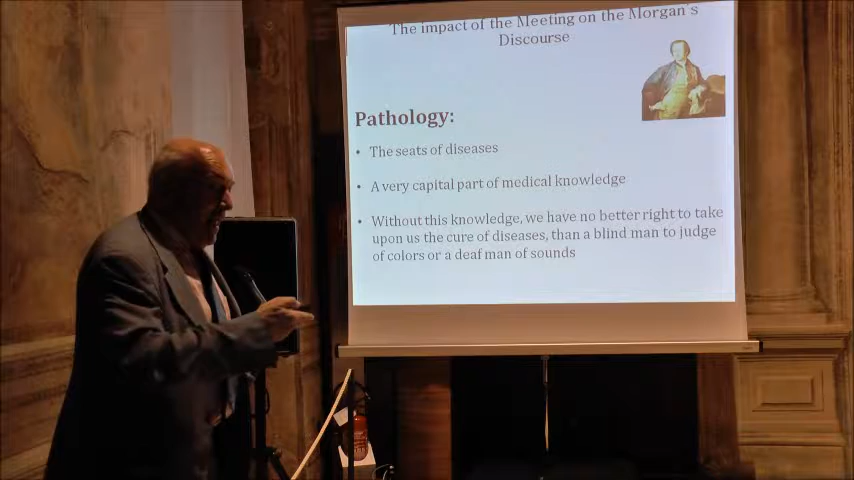 The impact of the Meeting on the Morgan's
Discourse
Pathology:
• The seats of diseases
• A very capital part of medical knowledge
• Without this knowledge, we have no better right to take
upon us the cure of diseases, than a blind man to judge
of colors or a deaf man of sounds